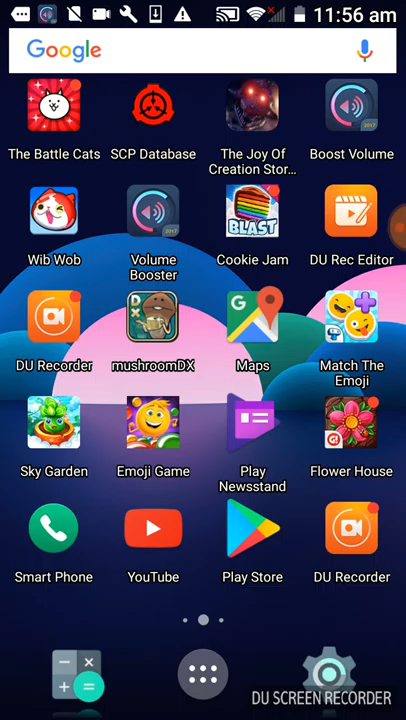 11:56 am
Google
The Battle Cats
SCP Database
The Joy Of
Creation Stor...
Boost Volume
2017
Wib Wob
Volume
Booster
2017
BLAST
Cookie Jam
DU Rec Editor
DU Recorder
DX
mushroomDX
G
Maps
Match The
Emoji
Sky Garden
Emoji Game
Play
Newsstand
GI
Flower House
Smart Phone
YouTube
Play Store
DU Recorder
DU SCREEN RECORDER